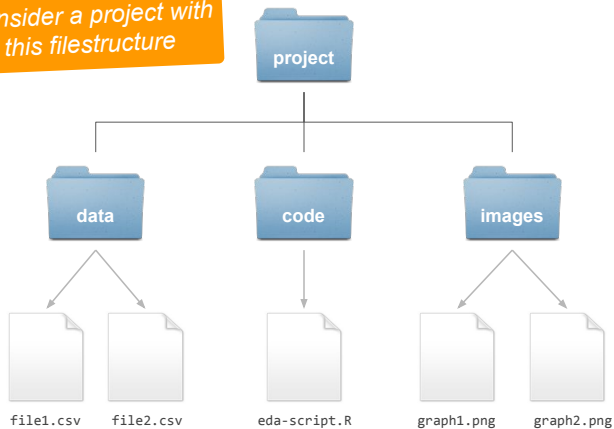 nsider a project with
this filestructure
project
data
code
images
file1.csv
file2.csv
eda-script.R
graph1.png
graph2.png